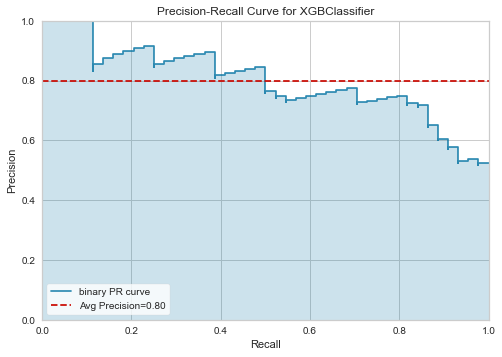 Precision-Recall Curve for XGBClassifier
1.0
0.8
0.6
0.4
0.2
0.0
Precision
binary PR curve
Avg Precision=0.80
0.0 0.2 0.4 0.6 0.8 1.0
Recall